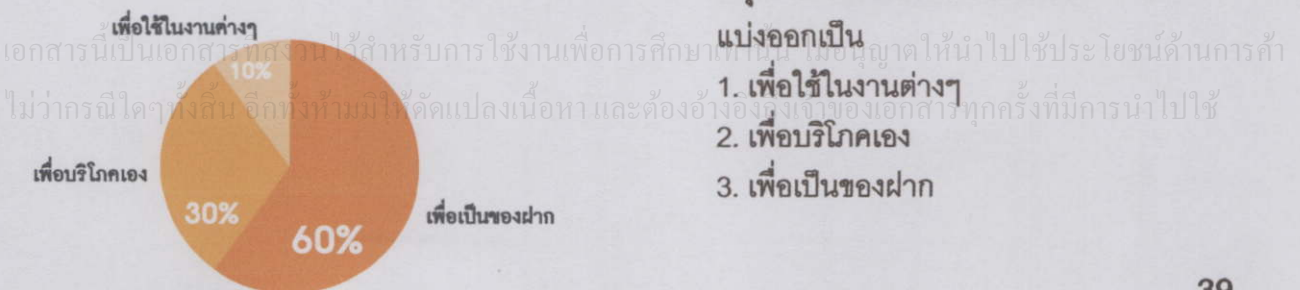 เพื่อใช้ในงานต่างๆ
10%
เพื่อบริโภคเอง
30%
60%
เพื่อเป็นของฝาก
แบ่งออกเป็น
1. เพื่อใช้ในงานต่างๆ
2. เพื่อบริโภคเอง
3. เพื่อเป็นของฝาก
เอกสารนี้เป็นเอกสารที่สงวนไว้สำหรับการใช้งานเพื่อการศึกษาเท่านั้น ไม่อนุญาตให้นำไปใช้ประโยชน์ด้านการค้า
ไม่ว่ากรณีใดๆทั้งสิ้น อีกทั้งห้ามมิให้ดัดแปลงเนื้อหา และต้องอ้างอิงถึงเจ้าของเอกสารทุกครั้งที่มีการนำไปใช้
39